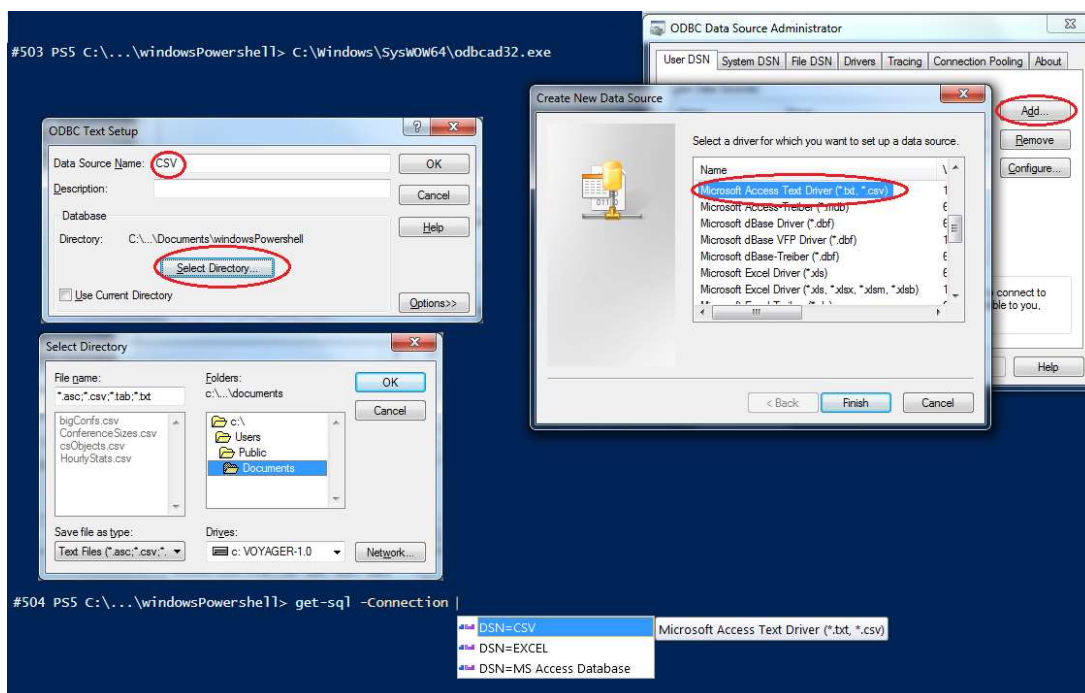 #503 PS5 C:\...\windowsPowershell> C:\Windows\SysWOW64\odbcad32.exe
ODBC Data Source Administrator
User DSN System DSN File DSN Drivers Tracing Connection Pooling About
Add...
Remove
Configure...
connect to
ble to you,
Help
Create New Data Source
Select a driver for which you want to set up a data source.
Name
Microsoft Access Text Driver (*.txt, *.csv)
Microsoft Access-Treiber (*.mdb)
Microsoft dBase Driver (*.dbf)
Microsoft dBase VFP Driver (*.dbf)
Microsoft dBase-Treiber (*.dbf)
Microsoft Excel Driver (*.xls)
Microsoft Excel Driver (*.xls, *.xlsx, *.xlsm, *.xlsb)
< Back Finish Cancel
ODBC Text Setup
Data Source Name: CSV
OK
Description:
Cancel
Database
Help
Directory: C:\...\Documents\windowsPowershell
Select Directory...
Use Current Directory
Options>>
Select Directory
File name:
*.asc;*.csv;*.tab;*.txt
bigConfs.csv
ConferenceSizes.csv
csObjects.csv
HourlyStats.csv
Folders:
c:\...\documents
c:\
Users
Public
Documents
OK
Cancel
Save file as type:
Text Files (*.asc;*.csv;*.
Drives:
c: VOYAGER-1.0
Network...
#504 PS5 C:\...\windowsPowershell> get-sql -Connection
DSN=CSV
Microsoft Access Text Driver (*.txt, *.csv)
DSN=EXCEL
DSN=MS Access Database